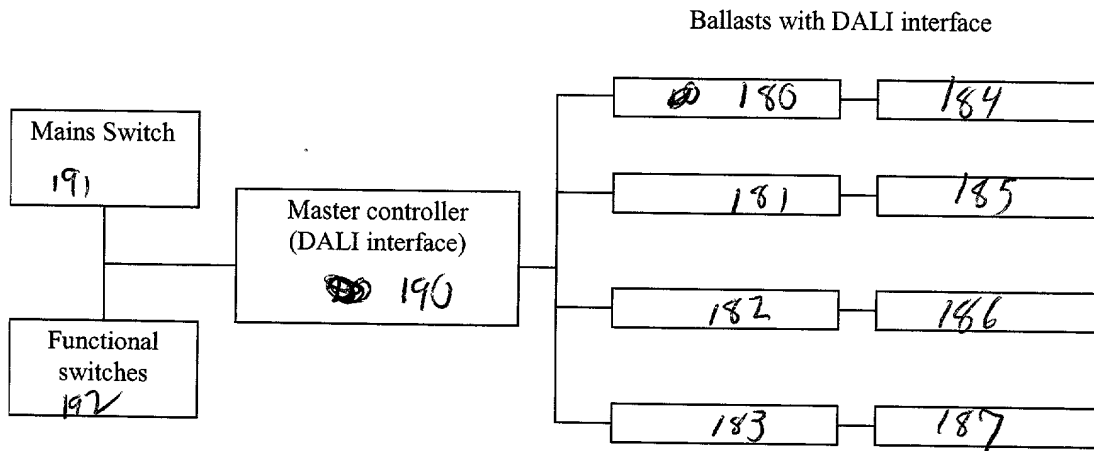 Ballasts with DALI interface
Mains Switch
191
Master controller
(DALI interface)
190
Functional
switches
192
180
184
181
185
182
186
183
187